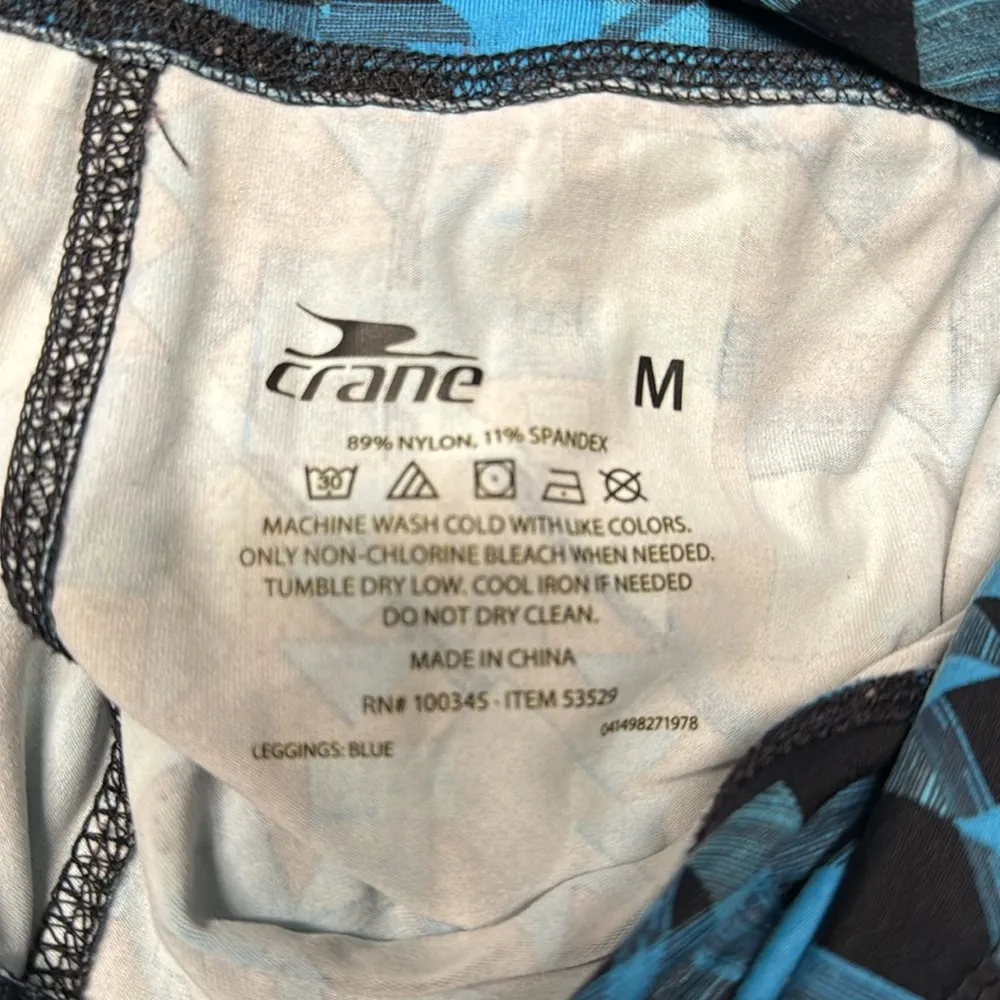 crane
M
89% NYLON, 11% SPANDEX
30
MACHINE WASH COLD WITH LIKE COLORS.
ONLY NON-CHLORINE BLEACH WHEN NEEDED.
TUMBLE DRY LOW. COOL IRON IF NEEDED
DO NOT DRY CLEAN.
MADE IN CHINA
RN# 100345 - ITEM 53529
041498271978
LEGGINGS: BLUE